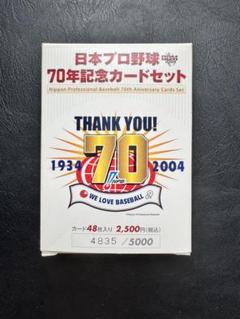 日本プロ野球
70年記念カードセット
Nippon Professional Baseball 70th Anniversary Cards Set
THANK YOU!
1934 70 2004
WE LOVE BASEBALL
カード48枚入り 2,500円(税込)
4835 / 5000